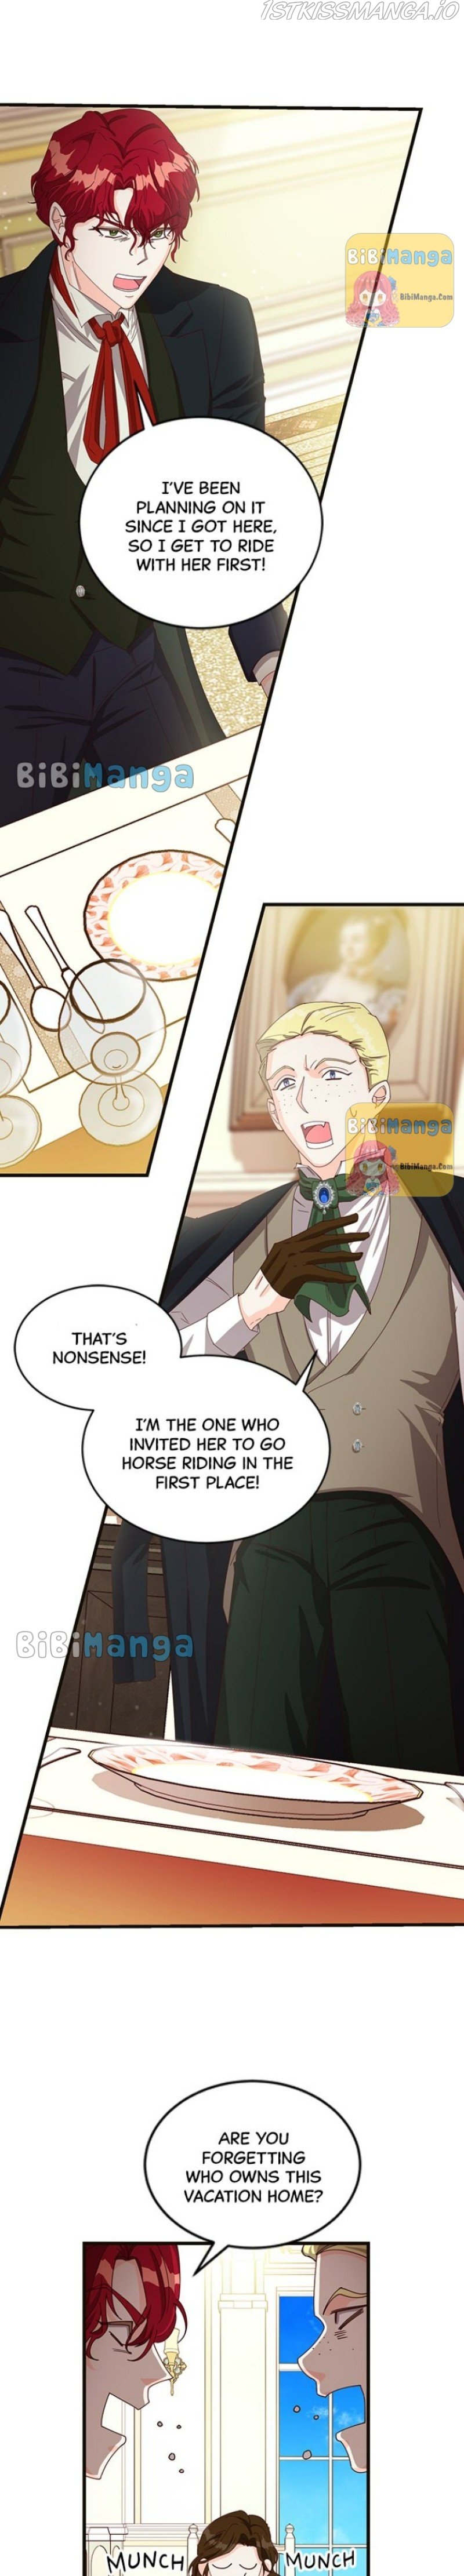 1STKISSMANGA.iO
BiBiManga
BibiManga.Com
I'VE BEEN
PLANNING ON IT
SINCE I GOT HERE,
SO I GET TO RIDE
WITH HER FIRST!
BiBiManga
BiBiManga
BibiManga.Com
THAT'S
NONSENSE!
I'M THE ONE WHO
INVITED HER TO GO
HORSE RIDING IN THE
FIRST PLACE!
BiBiManga
ARE YOU
FORGETTING
WHO OWNS THIS
VACATION HOME?
MUNCH
MUNCH